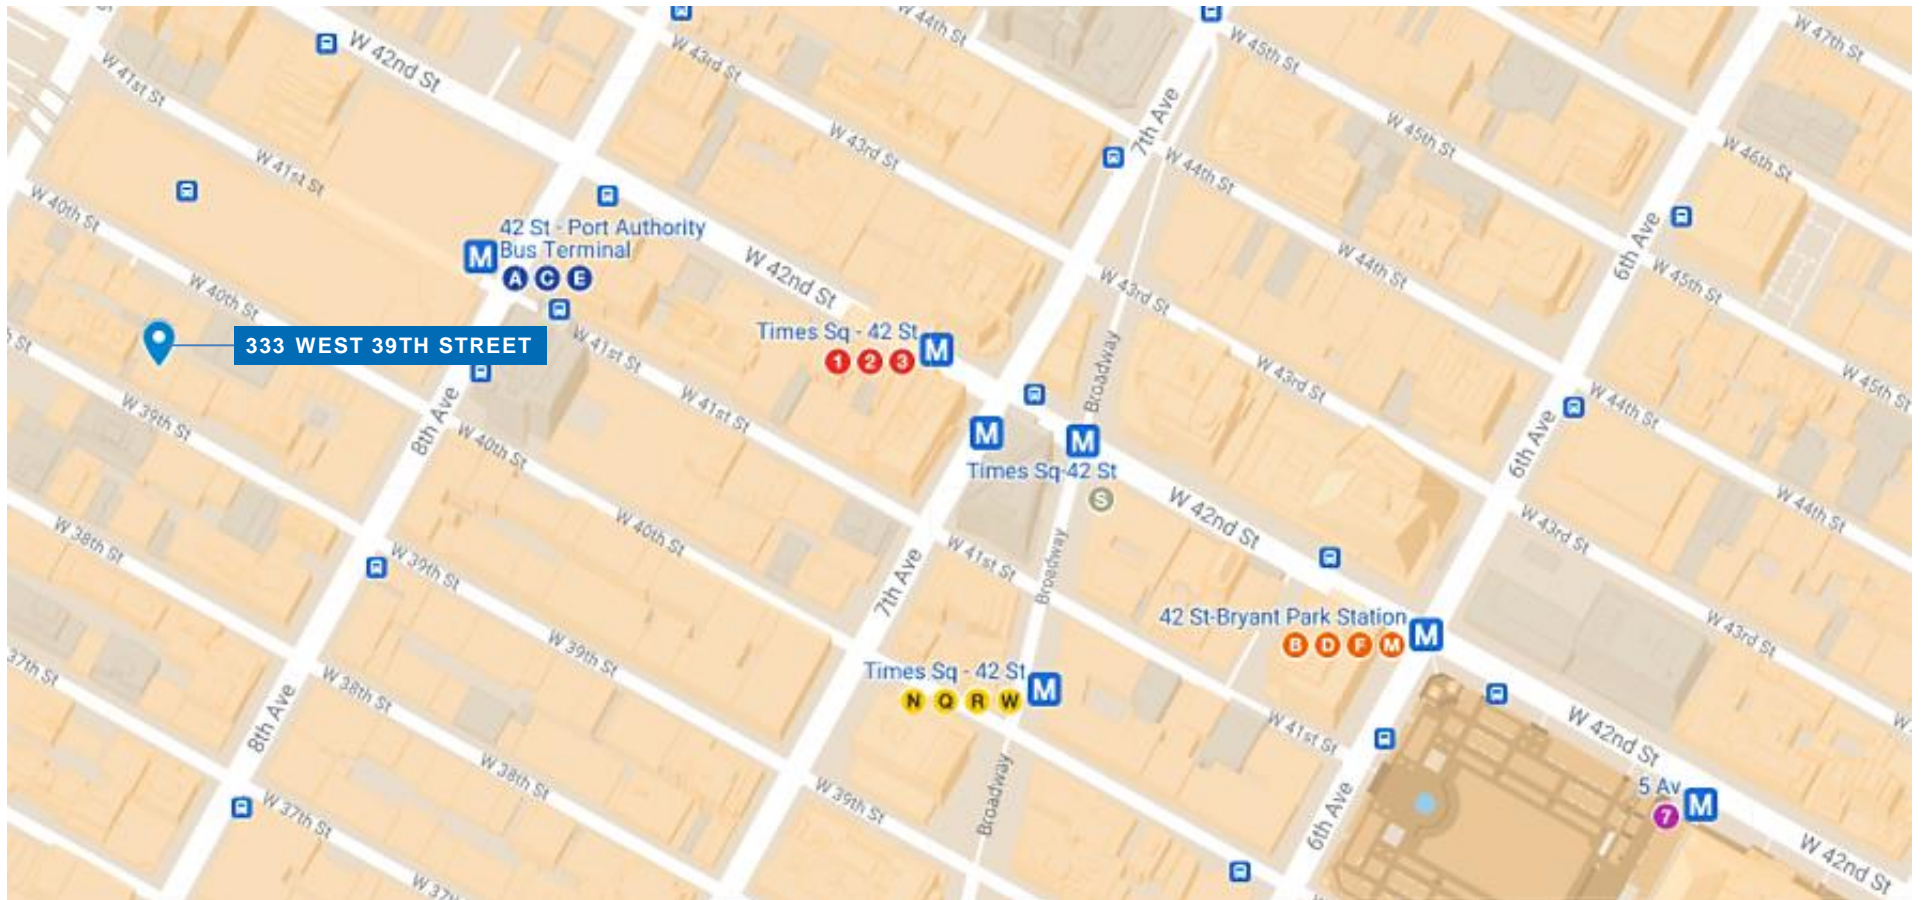 W 42nd St
W 44th St
W 47th St
W 41st St
W 43rd St
W 45th St
7th Ave
W 43rd St
W 45th St
W 46th St
W 41st St
W 44th St
W 40th St
42 St - Port Authority
Bus Terminal
A C E
6th Ave
W 44th St
W 42nd St
W 43rd St
W 45th St
W 40th St
333 WEST 39TH STREET
Times Sq - 42 St
1 2 3
W 41st St
Broadway
W 43rd St
W 45th St
h St
W 39th St
8th Ave
W 41st St
W 44th St
6th Ave
W 40th St
Times Sq-42 St
S
W 42nd St
W 44th St
W 38th St
W 40th St
W 43rd St
W 39th St
7th Ave
W 41st St
Broadway
42 St-Bryant Park Station
B D F M
W 43rd St
37th St
W 39th St
W 38th St
Times Sq - 42 St
N Q R W
8th Ave
W 41st St
W 42nd St
W 38th St
5 Av
7
W 37th St
W 39th St
Broadway
6th Ave
W 42nd St
W 37th